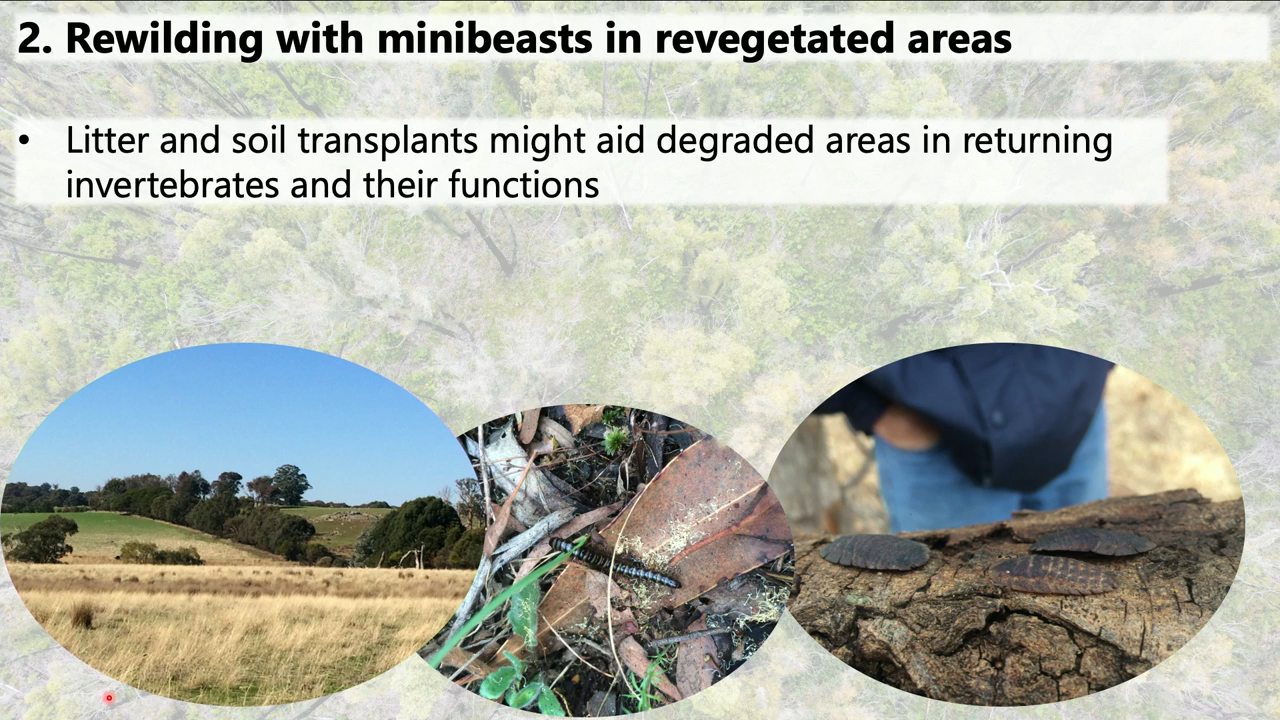 2. Rewilding with minibeasts in revegetated areas
• Litter and soil transplants might aid degraded areas in returning
invertebrates and their functions